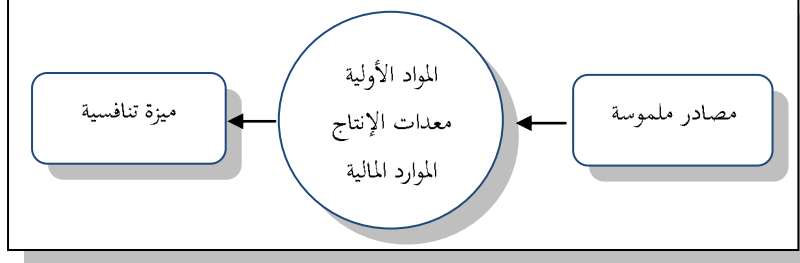 مصادر ملموسة
المواد الأولية
معدات الإنتاج
الموارد المالية
ميزة تنافسية